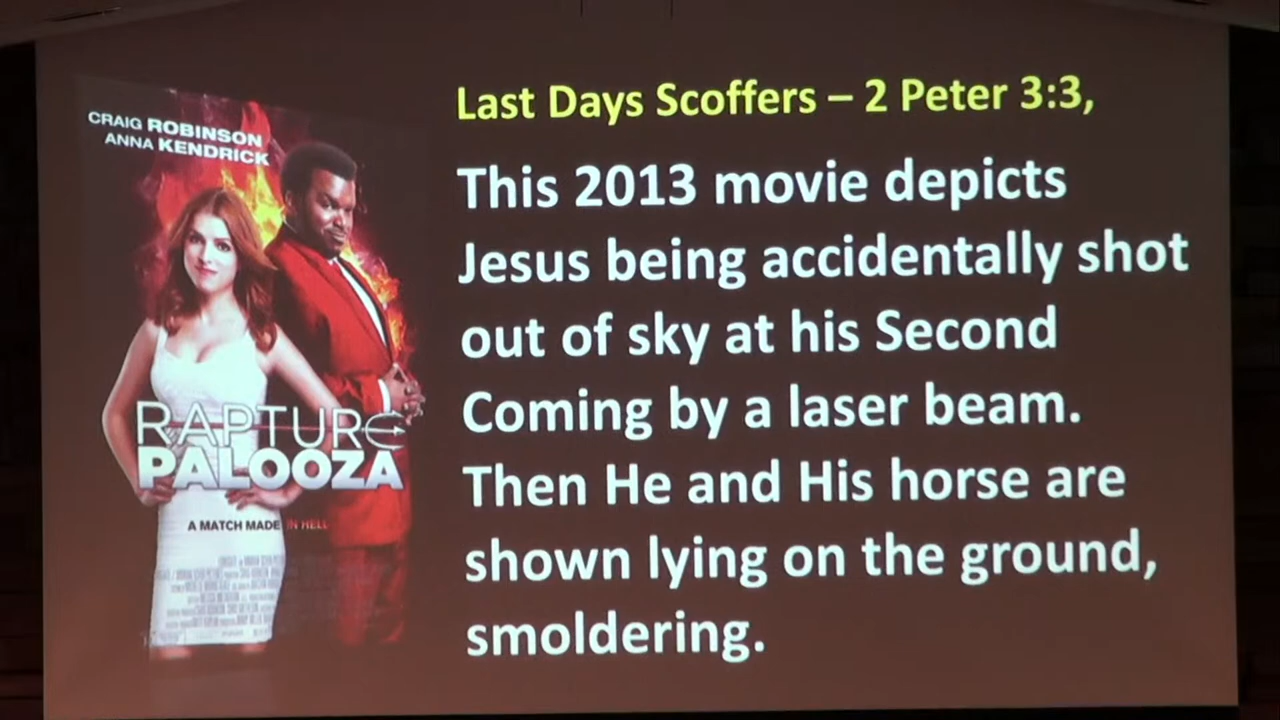 CRAIG ROBINSON
ANNA KENDRICK
RAPTURE
PALOOZA
A MATCH MADE IN HELL
Last Days Scoffers – 2 Peter 3:3,
This 2013 movie depicts
Jesus being accidentally shot
out of sky at his Second
Coming by a laser beam.
Then He and His horse are
shown lying on the ground,
smoldering.